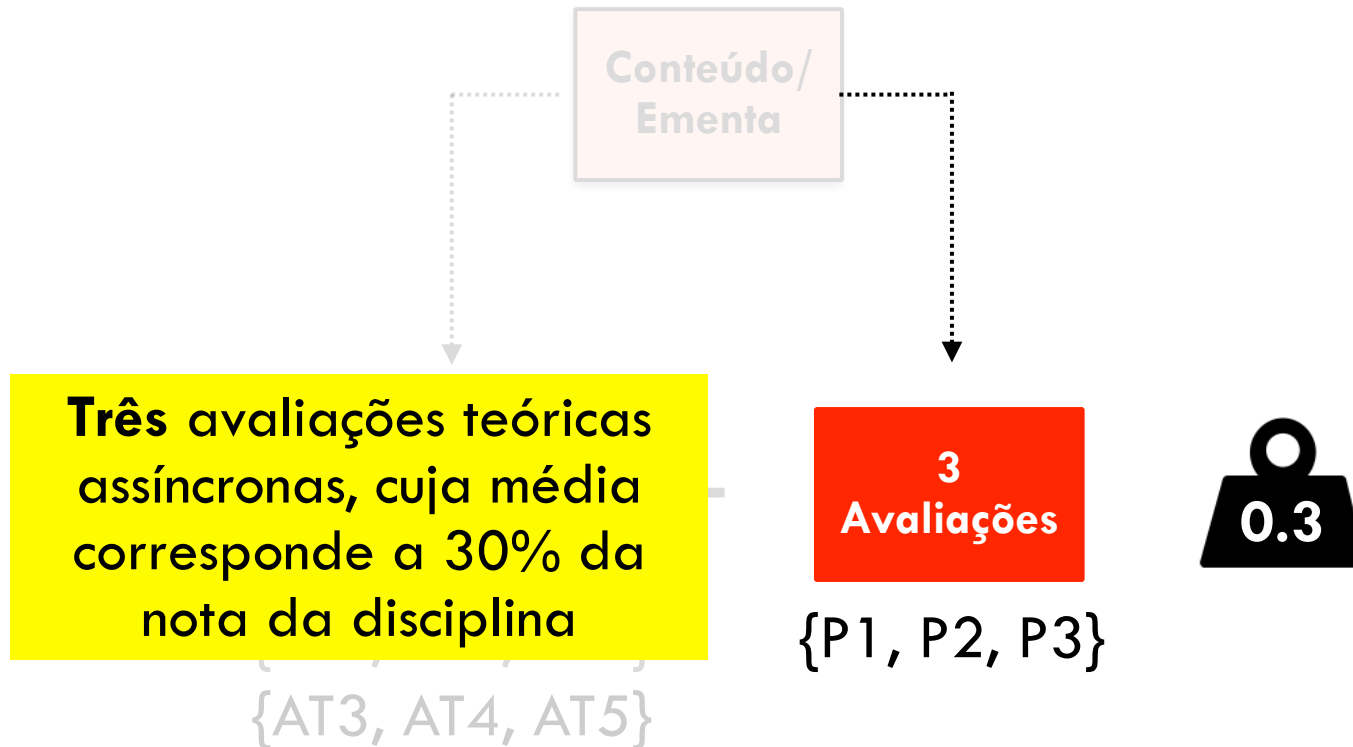 Conteúdo/
Ementa
Três avaliações teóricas
assíncronas, cuja média
corresponde a 30% da
nota da disciplina
3
Avaliações
0.3
{P1, P2, P3}
{AT3, AT4, AT5}